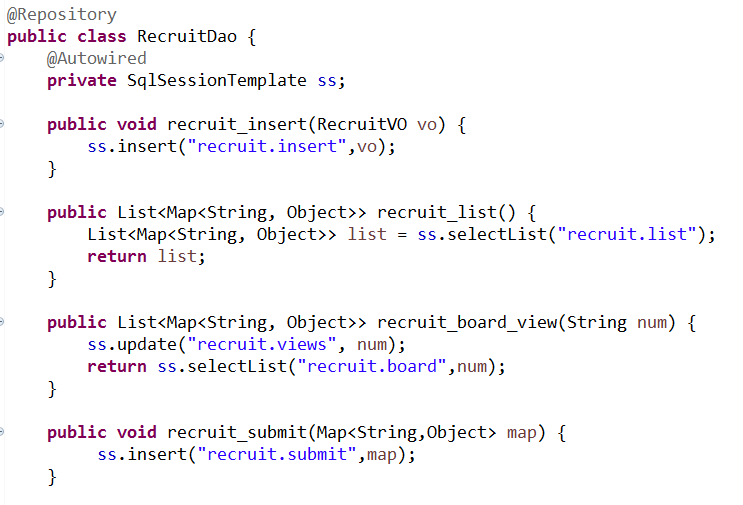 @Repository
public class RecruitDao {
@Autowired
private SqlSessionTemplate ss;
public void recruit_insert(RecruitVO vo) {
ss.insert("recruit.insert",vo);
}
public List<Map<String, Object>> recruit_list() {
List<Map<String, Object>> list = ss.selectList("recruit.list");
return list;
}
public List<Map<String, Object>> recruit_board_view(String num) {
ss.update("recruit.views", num);
return ss.selectList("recruit.board",num);
}
public void recruit_submit(Map<String,Object> map) {
ss.insert("recruit.submit",map);
}